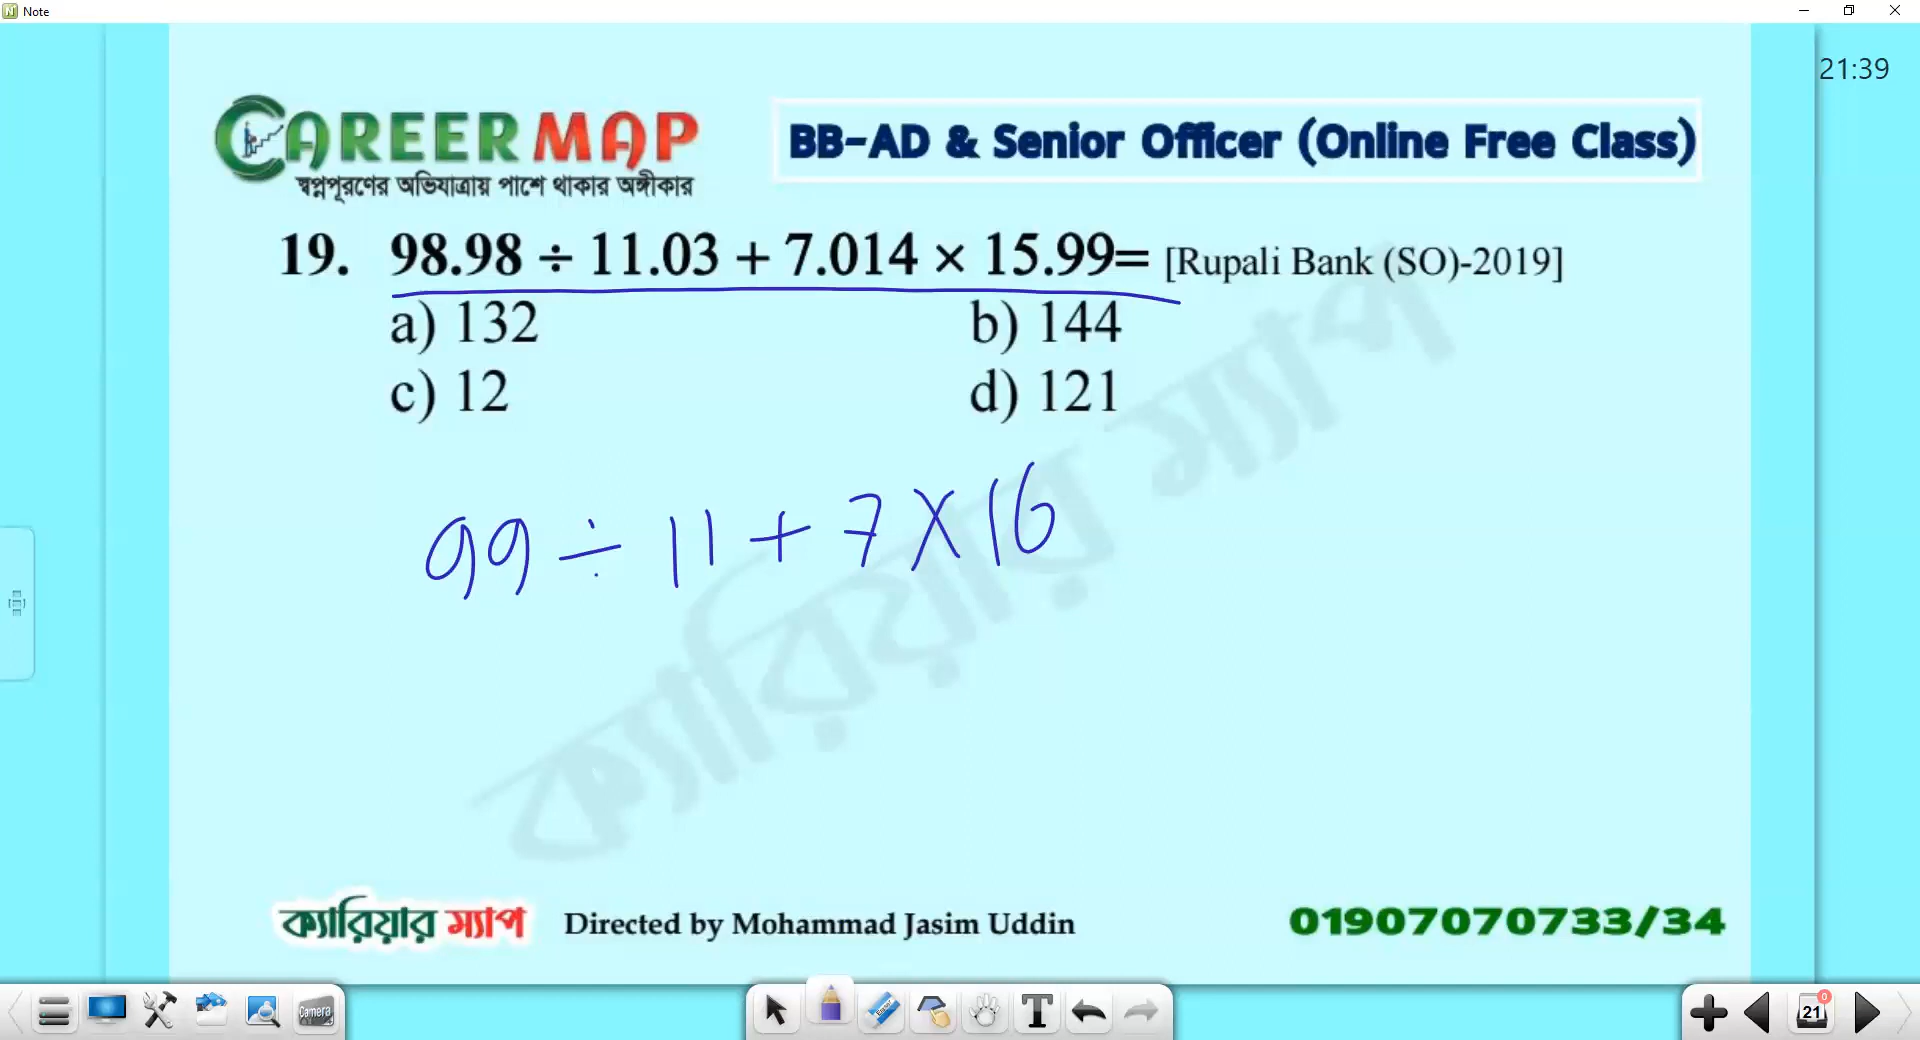 Note
21:39
CAREER MAP
স্বপ্নপূরণের অভিযাত্রায় পাশে থাকার অঙ্গীকার
BB-AD & Senior Officer (Online Free Class)
19. 98.98 ÷ 11.03 + 7.014 × 15.99= [Rupali Bank (SO)-2019]
a) 132 b) 144
c) 12 d) 121
99 ÷ 11 + 7 × 16
ক্যারিয়ার ম্যাপ
ক্যারিয়ার ম্যাপ Directed by Mohammad Jasim Uddin 01907070733/34
Camera T 21 0